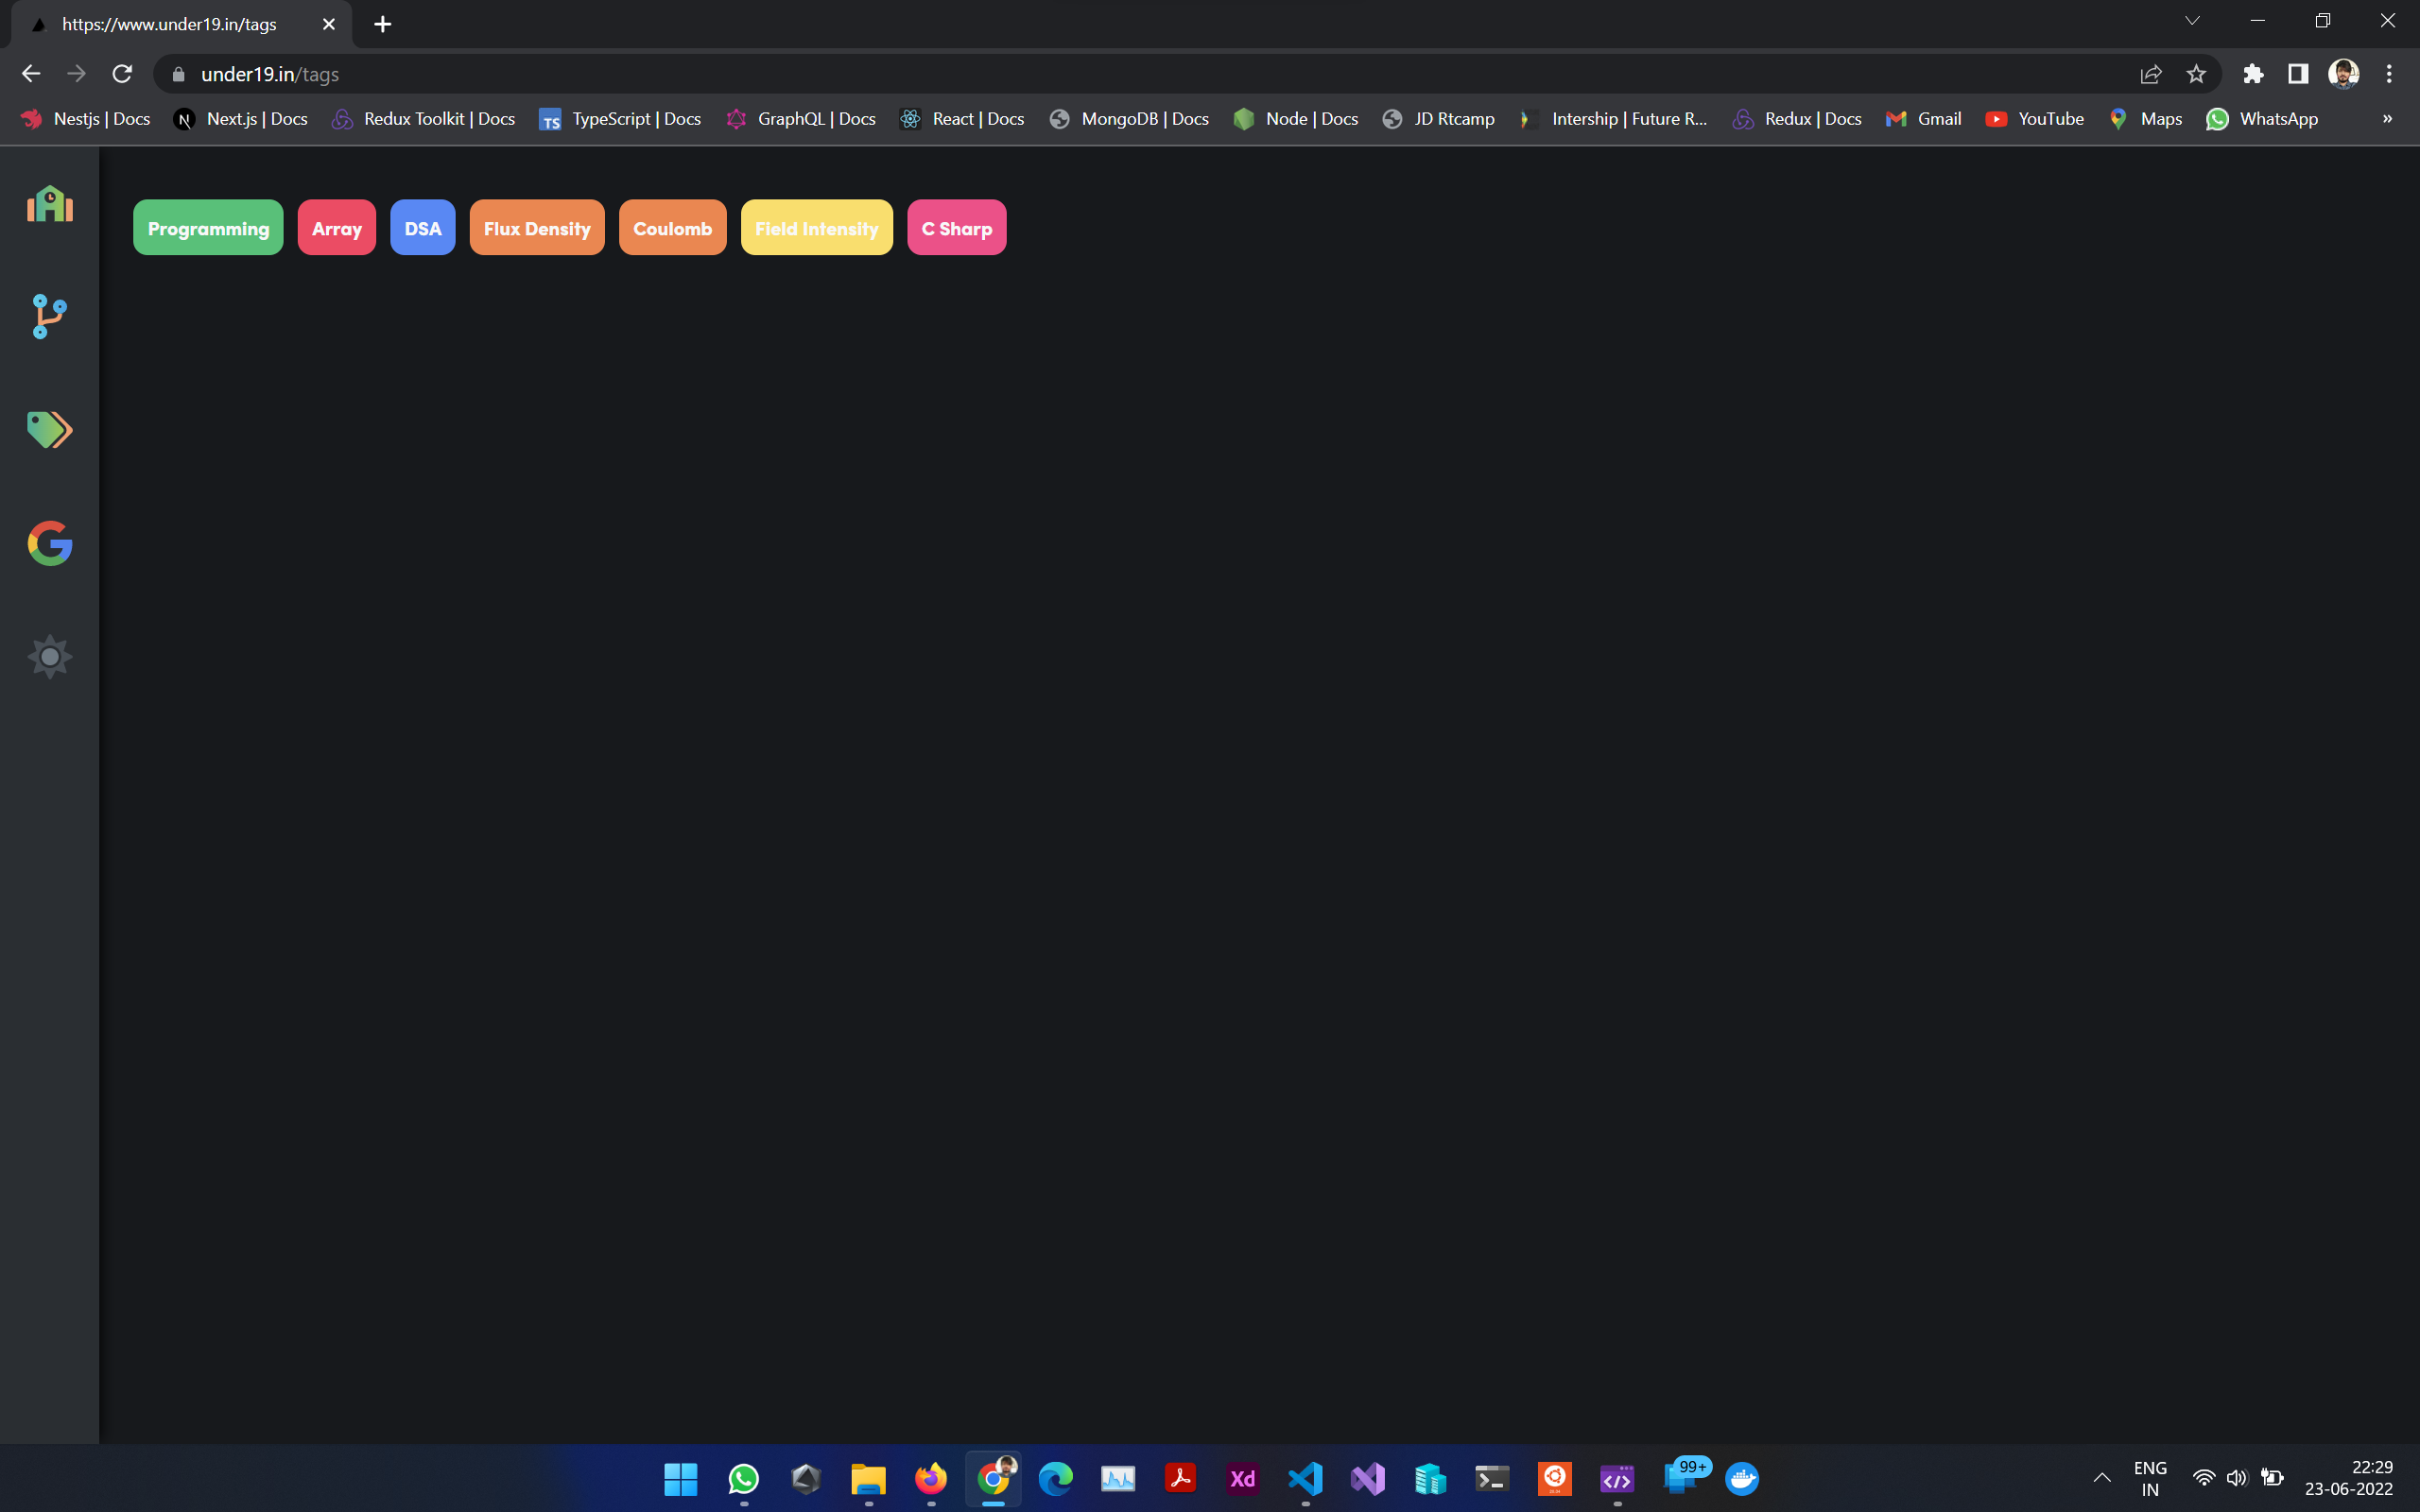 https://www.under19.in/tags
under19.in/tags
Nestjs | Docs Next.js | Docs Redux Toolkit | Docs TS TypeScript | Docs GraphQL | Docs React | Docs MongoDB | Docs Node | Docs JD Rtcamp Intership | Future R... Redux | Docs Gmail YouTube Maps WhatsApp »
Programming Array DSA Flux Density Coulomb Field Intensity C Sharp
Xd 99+ ENG 22:29
IN 23-06-2022